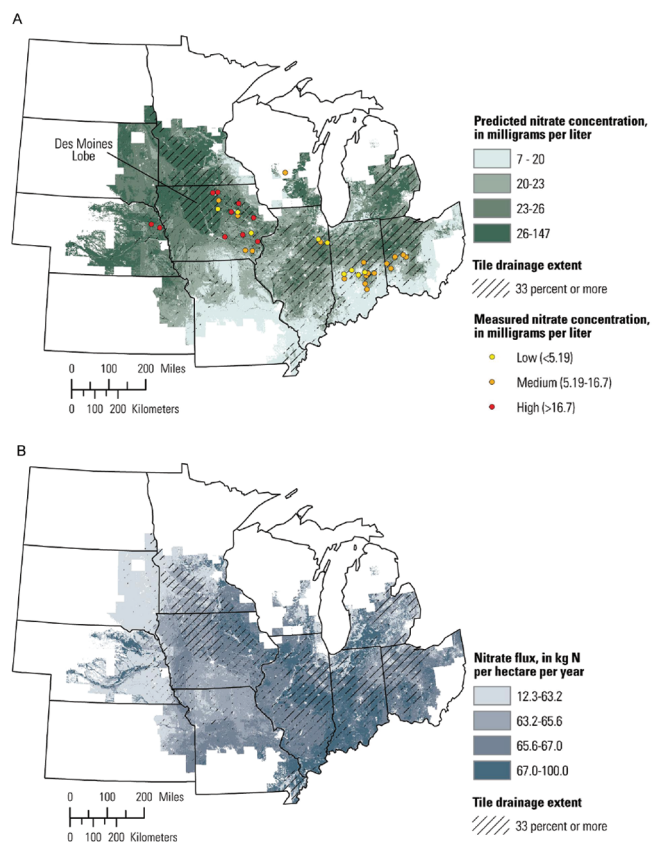 A
Des Moines
Lobe
Predicted nitrate concentration,
in milligrams per liter
7 - 20
20-23
23-26
26-147
Tile drainage extent
33 percent or more
Measured nitrate concentration,
in milligrams per liter
Low (<5.19)
Medium (5.19-16.7)
High (>16.7)
0 100 200 Miles
0 100 200 Kilometers
B
Nitrate flux, in kg N
per hectare per year
12.3-63.2
63.2-65.6
65.6-67.0
67.0-100.0
Tile drainage extent
33 percent or more
0 100 200 Miles
0 100 200 Kilometers